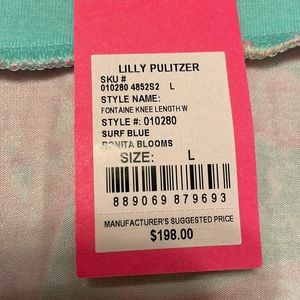 LILLY PULITZER
SKU #
010280 4852S2 L
STYLE NAME:
FONTAINE KNEE LENGTH W
STYLE #: 010280
SURF BLUE
BONITA BLOOMS
SIZE: L
889069 879693
MANUFACTURER'S SUGGESTED PRICE
$198.00